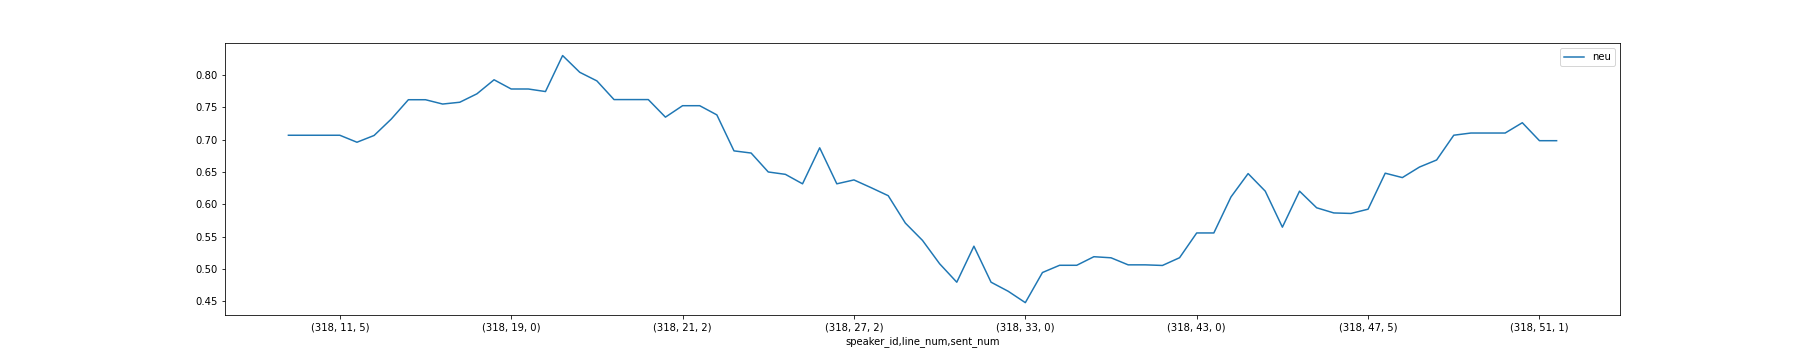 neu
0.80
0.75
0.70
0.65
0.60
0.55
0.50
0.45
(318, 11, 5) (318, 19, 0) (318, 21, 2) (318, 27, 2) (318, 33, 0) (318, 43, 0) (318, 47, 5) (318, 51, 1)
speaker_id,line_num,sent_num